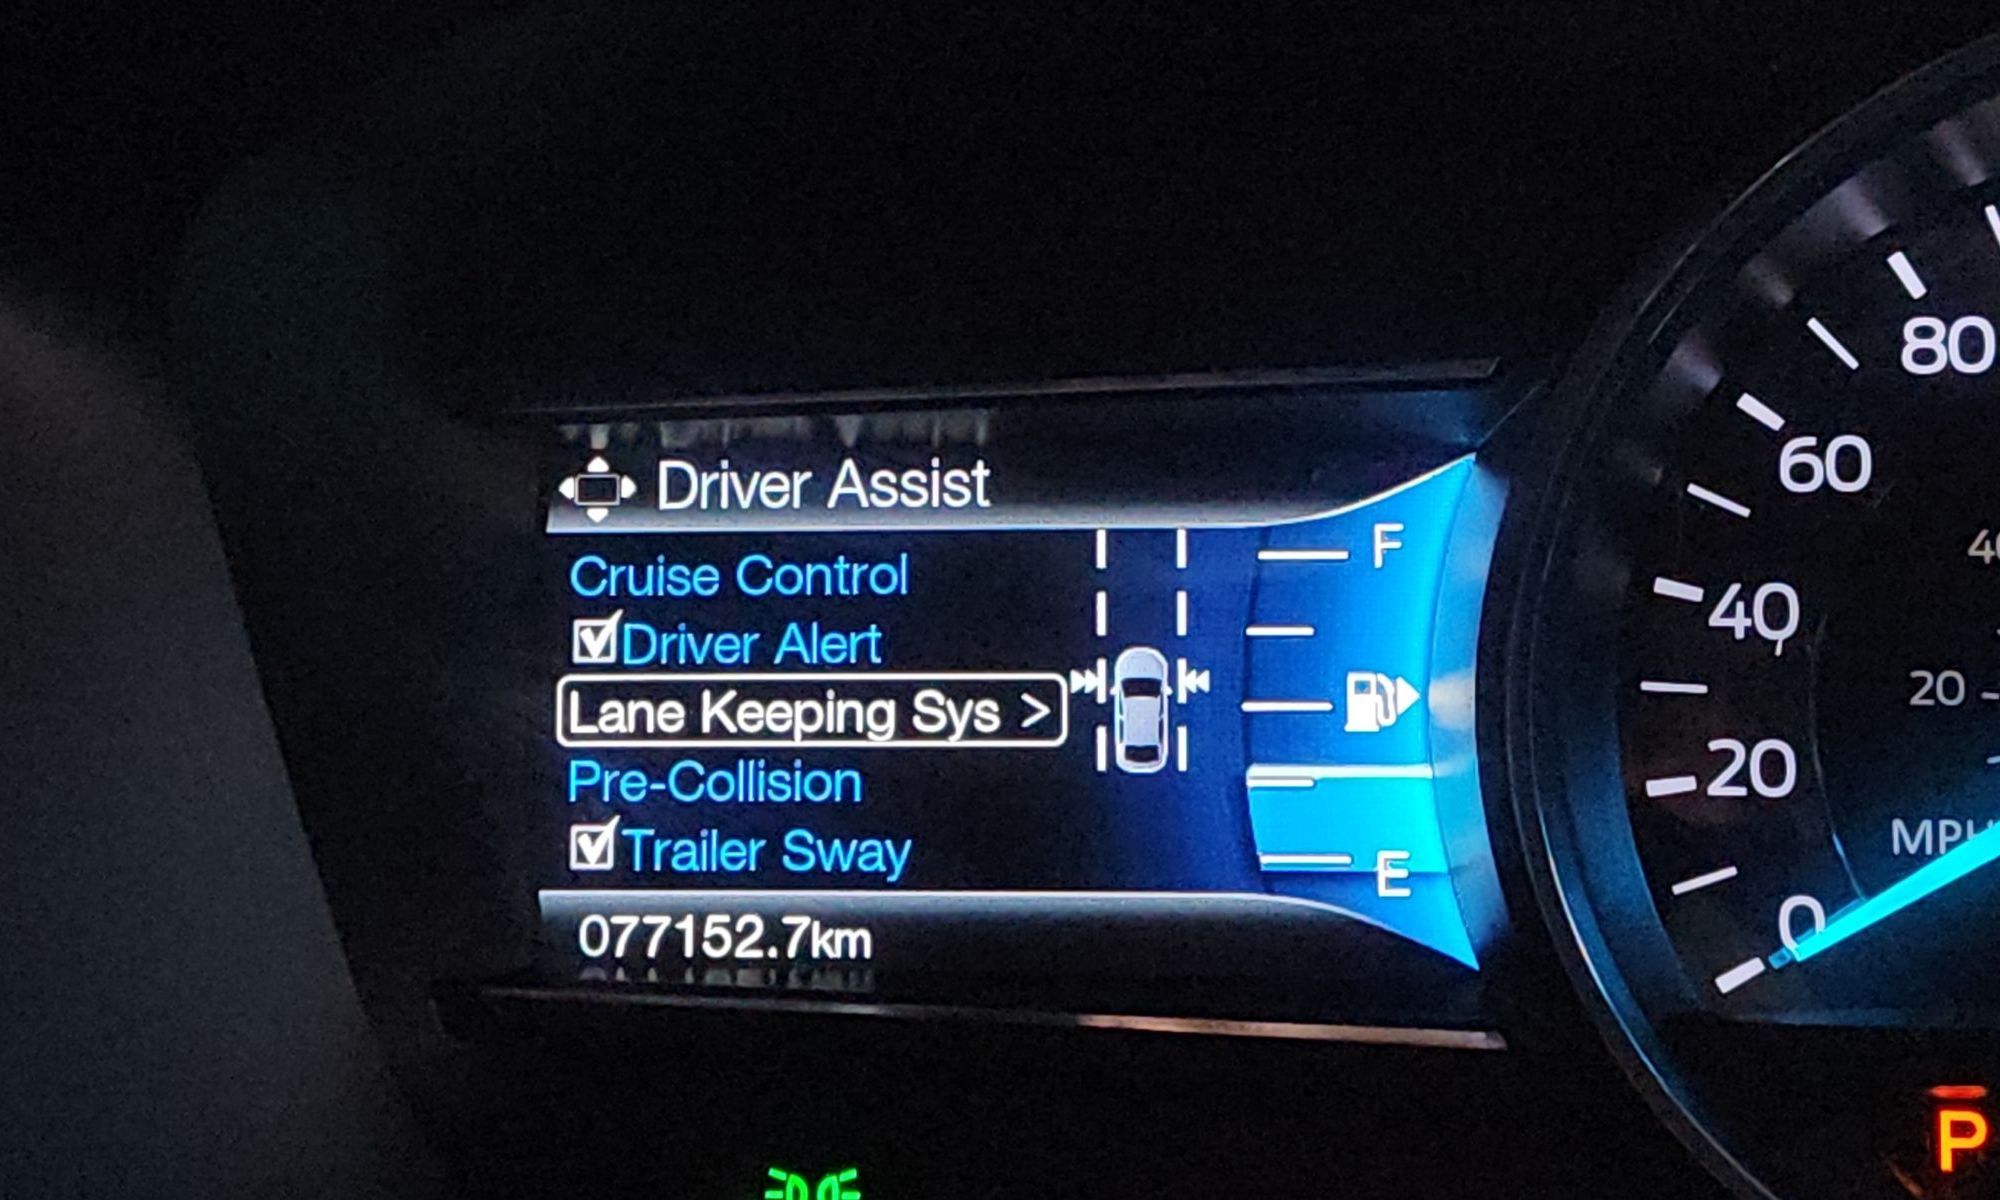 Driver Assist
Cruise Control
Driver Alert
Lane Keeping Sys >
Pre-Collision
Trailer Sway
077152.7km
F
E
80
60
40
20
0
20
P